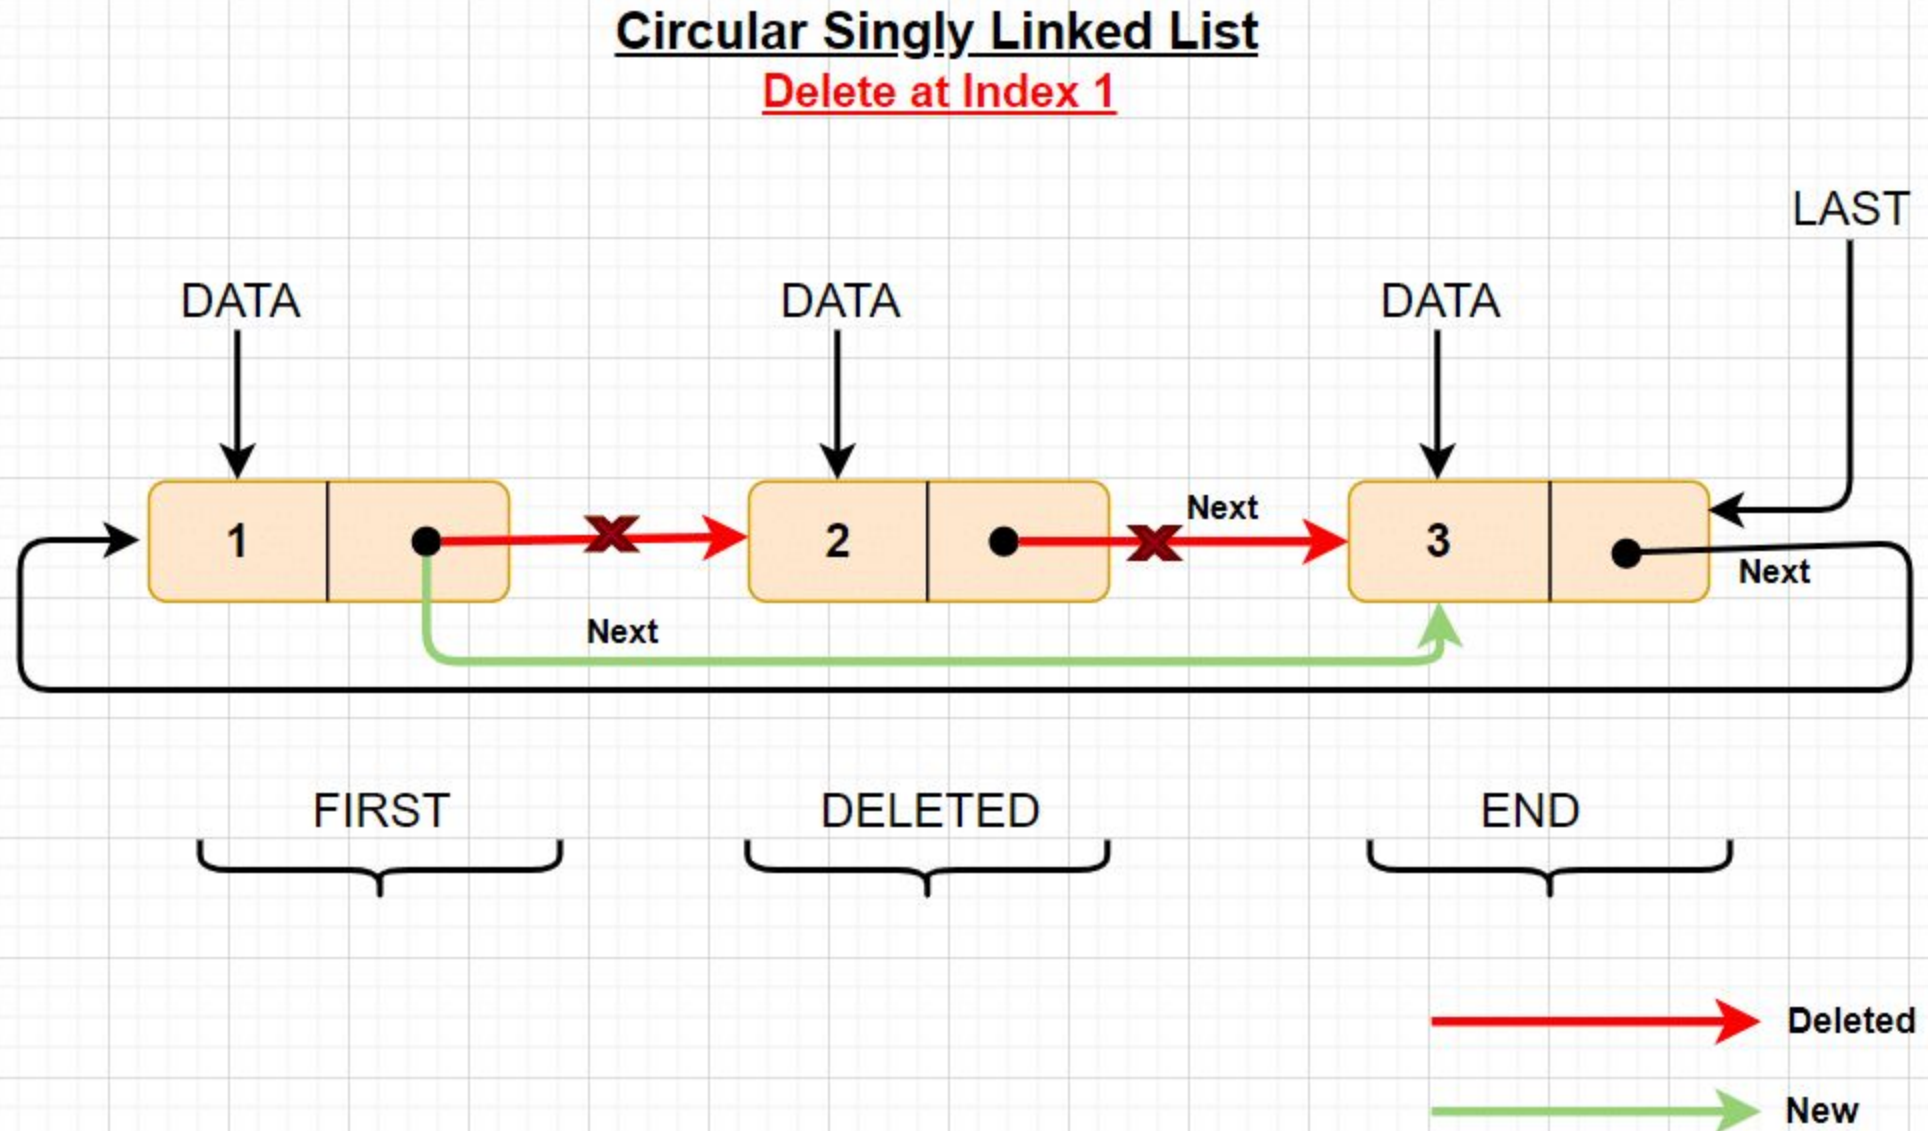 Circular Singly Linked List
Delete at Index 1
LAST
DATA DATA DATA
1 2 Next 3
Next
Next
FIRST DELETED END
Deleted
New